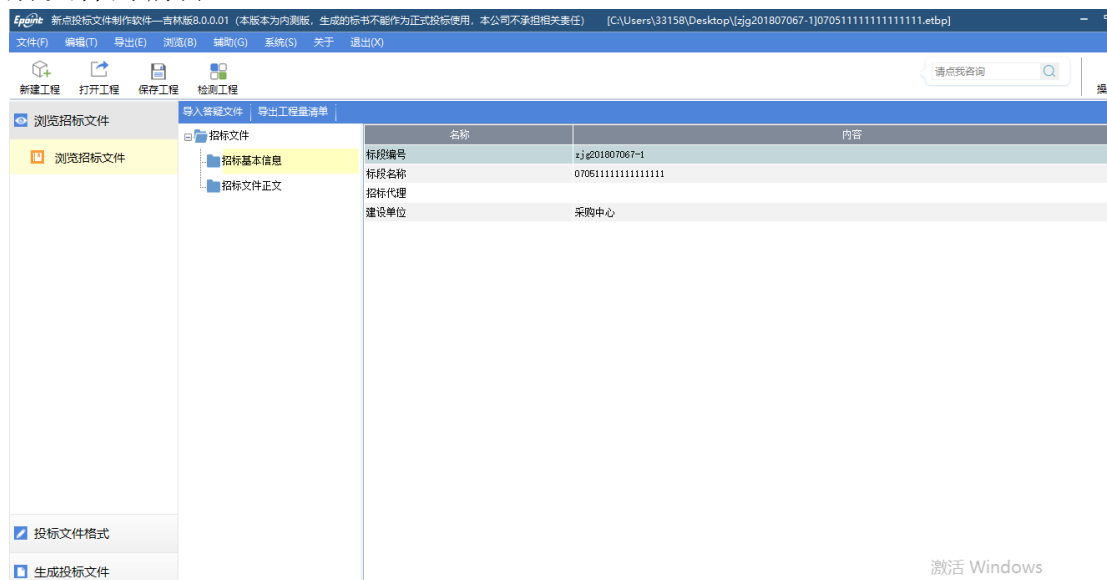 Epoint 新点投标文件制作软件—吉林版8.0.0.01（本版本为内测版，生成的标书不能作为正式投标使用，本公司不承担相关责任） [C:\Users\33158\Desktop\[zjg201807067-1]070511111111111111.etbp]
文件(F) 编辑(T) 导出(E) 浏览(B) 辅助(G) 系统(S) 关于 退出(X)
请点我咨询
新建工程 打开工程 保存工程 检测工程 操
浏览招标文件 导入答疑文件 导出工程量清单
招标文件 名称 内容
浏览招标文件 招标基本信息 标段编号 zjg201807067-1
标段名称 070511111111111111
招标文件正文 招标代理
建设单位 采购中心
投标文件格式
生成投标文件
激活 Windows